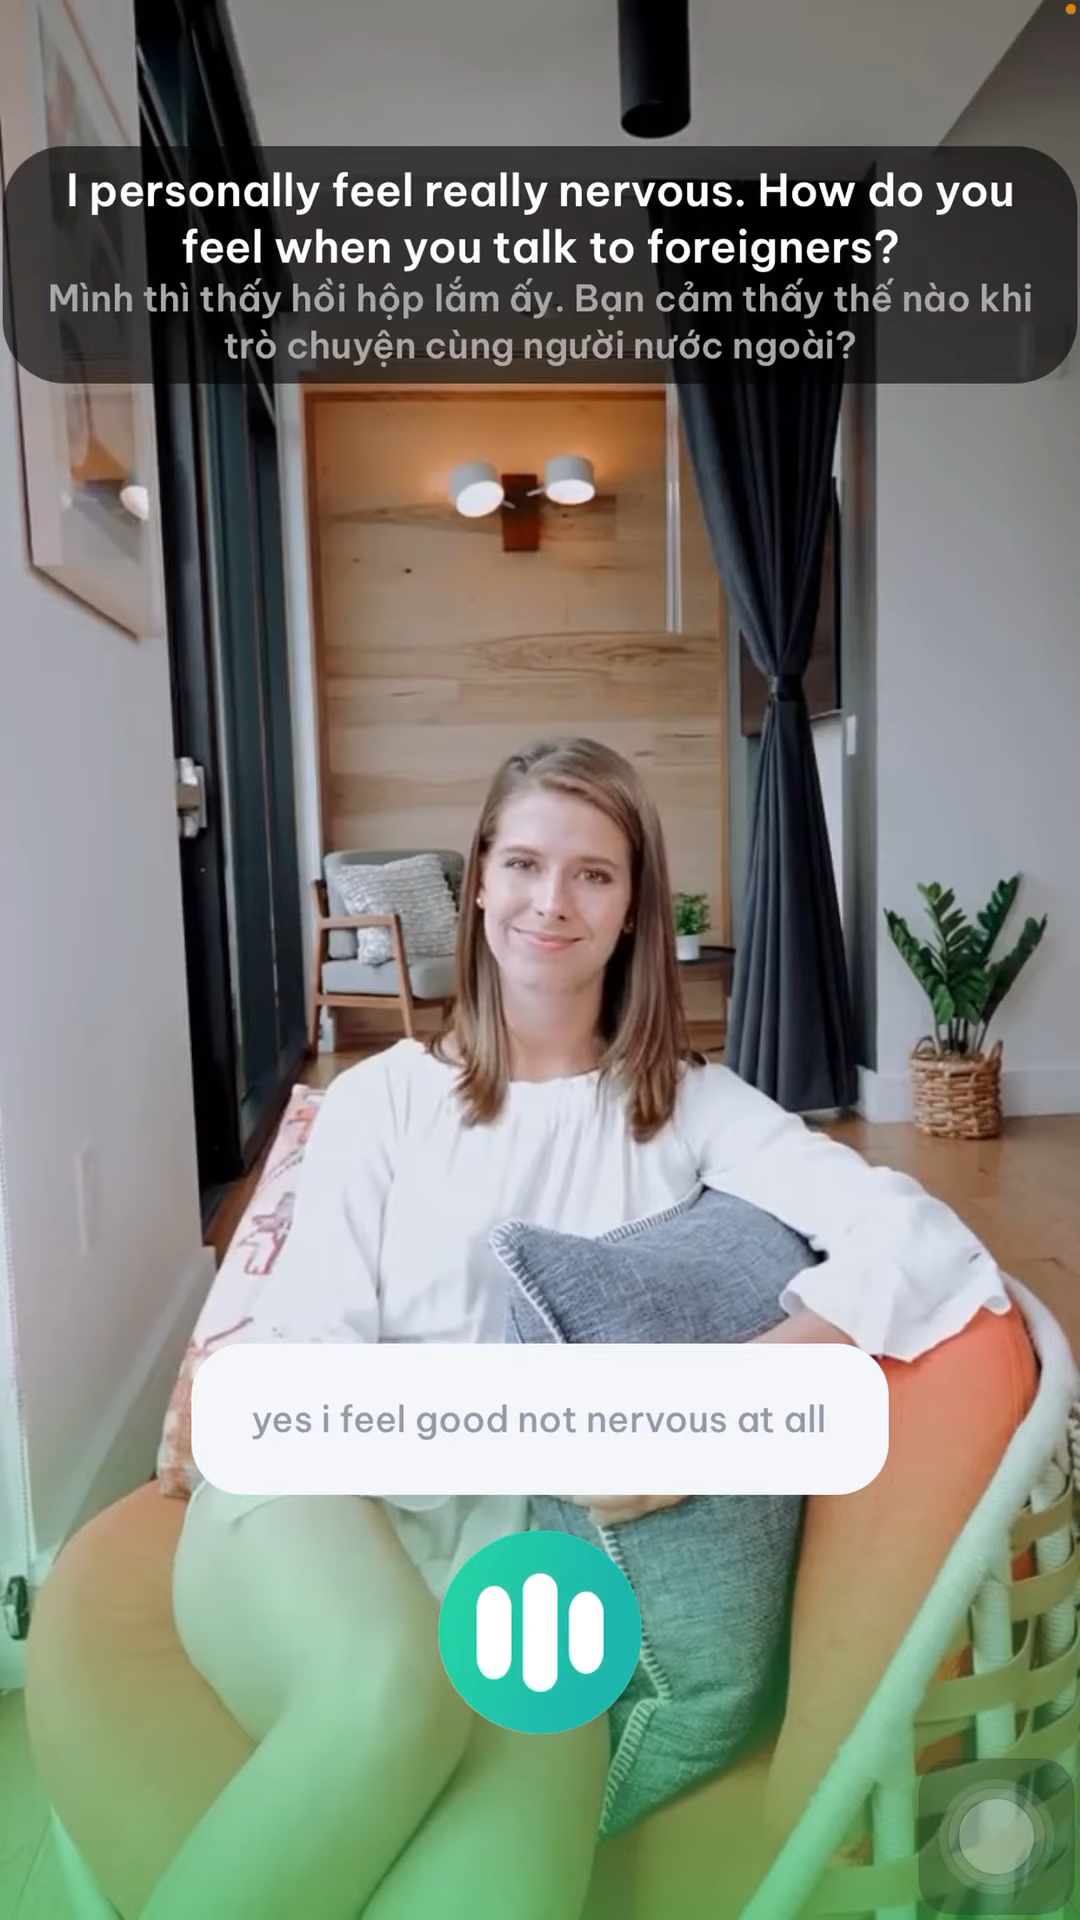 I personally feel really nervous. How do you
feel when you talk to foreigners?
Mình thì thấy hồi hộp lắm ấy. Bạn cảm thấy thế nào khi
trò chuyện cùng người nước ngoài?
yes i feel good not nervous at all